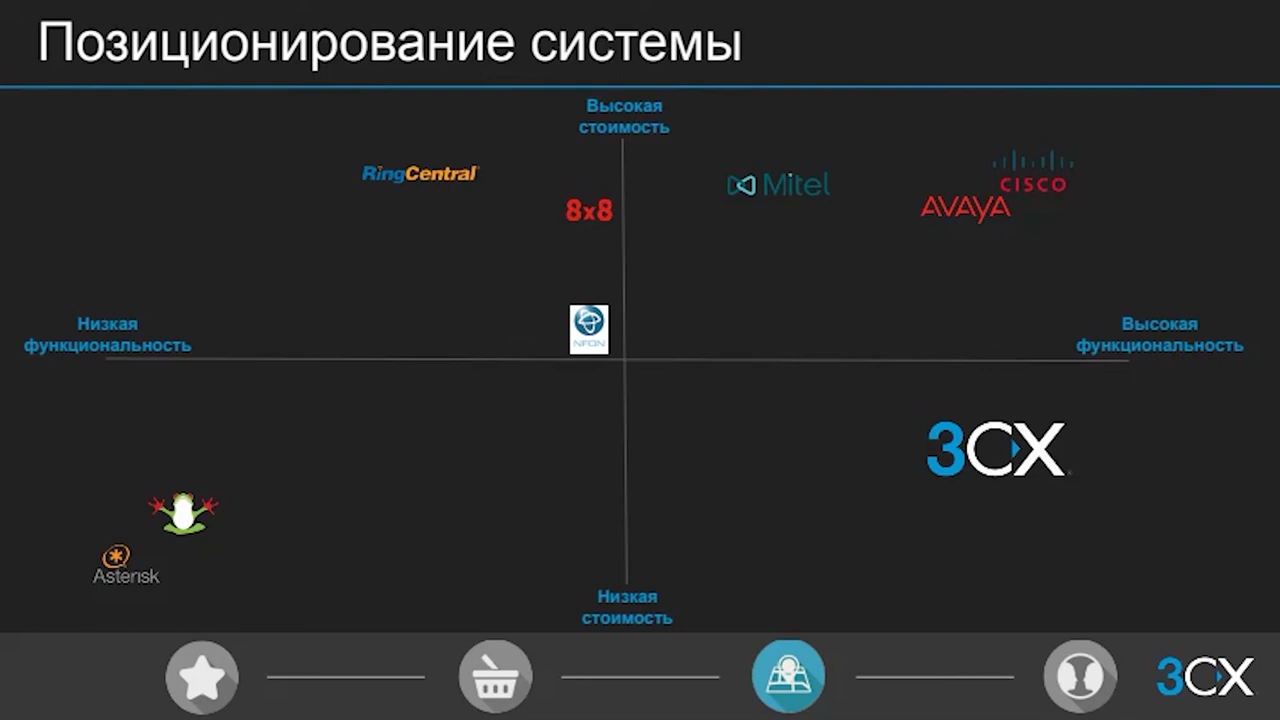 Позиционирование системы
Высокая
стоимость
RingCentral
Mitel
CISCO
8x8
AVAYA
NFON
Низкая
функциональность
Высокая
функциональность
3CX
Asterisk
Низкая
стоимость
3CX